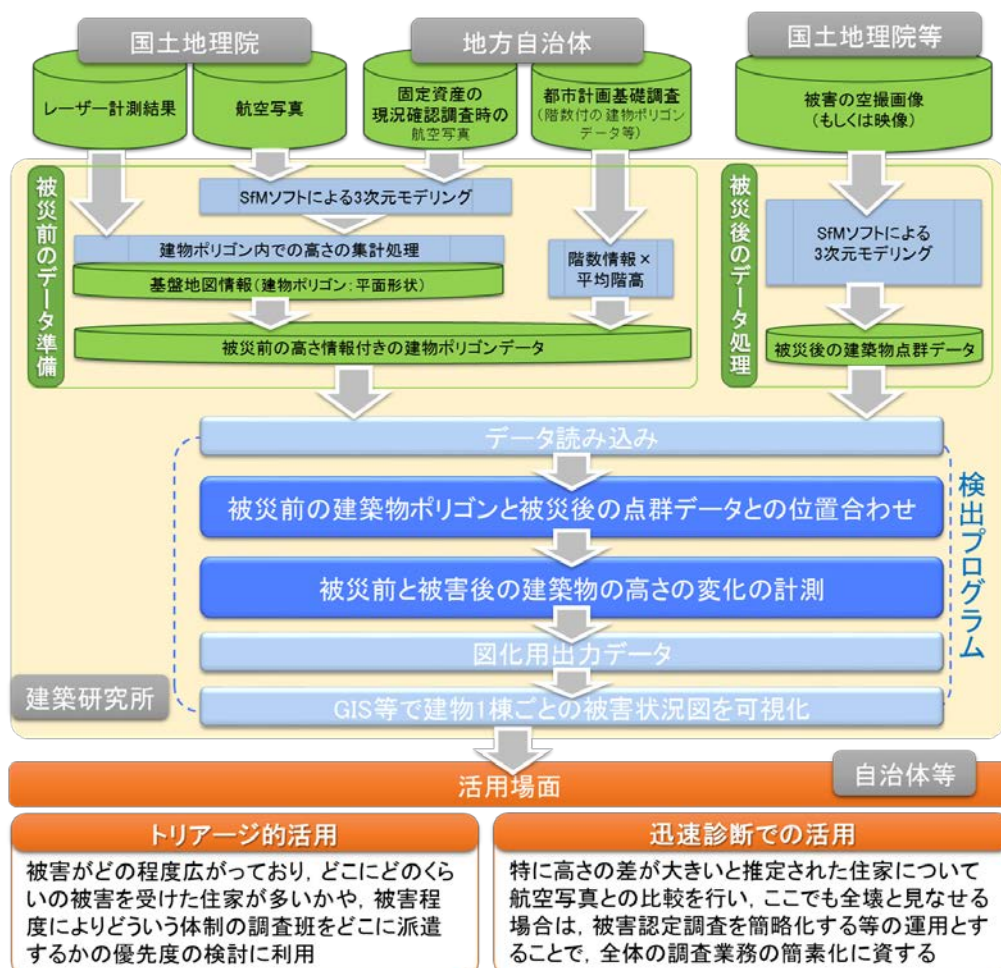 国土地理院
地方自治体
国土地理院等
レーザー計測結果
航空写真
固定資産の
現況確認調査時の
航空写真
都市計画基礎調査
(階数付の建物ポリゴン
データ等)
被害の空撮画像
(もしくは映像)
被災前のデータ準備
SfMソフトによる3次元モデリング
建物ポリゴン内での高さの集計処理
基盤地図情報(建物ポリゴン:平面形状)
階数情報×
平均階高
被災前の高さ情報付きの建物ポリゴンデータ
被災後のデータ処理
SfMソフトによる
3次元モデリング
被災後の建築物点群データ
データ読み込み
被災前の建築物ポリゴンと被災後の点群データとの位置合わせ
被災前と被害後の建築物の高さの変化の計測
図化用出力データ
GIS等で建物1棟ごとの被害状況図を可視化
検出プログラム
建築研究所
活用場面
自治体等
トリアージ的活用
被害がどの程度広がっており，どこにどのくら
いの被害を受けた住家が多いかや，被害程
度によりどういう体制の調査班をどこに派遣
するかの優先度の検討に利用
迅速診断での活用
特に高さの差が大きいと推定された住家について
航空写真との比較を行い，ここでも全壊と見なせる
場合は，被害認定調査を簡略化する等の運用とす
ることで，全体の調査業務の簡素化に資する